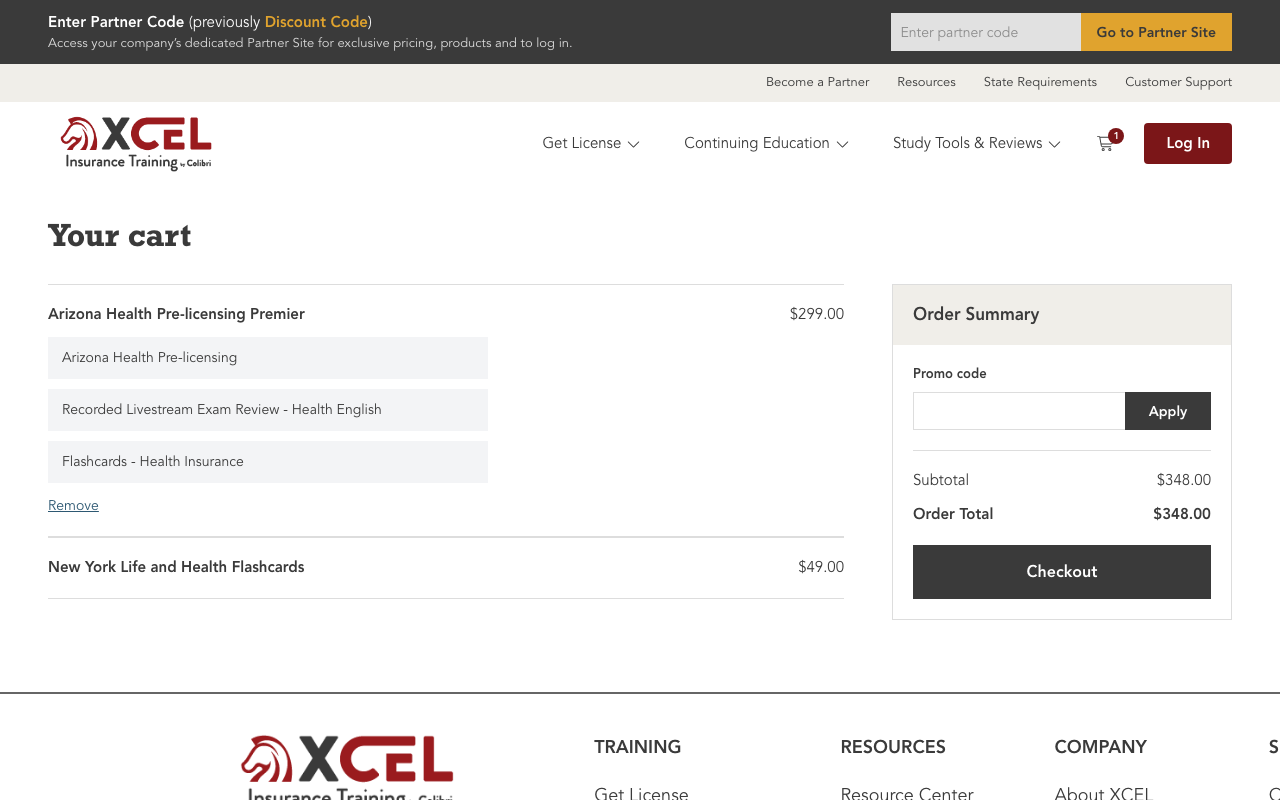 Enter Partner Code (previously Discount Code)
Access your company's dedicated Partner Site for exclusive pricing, products and to log in.
Enter partner code
Go to Partner Site
Become a Partner
Resources
State Requirements
Customer Support
XCEL
Insurance Training by Colibri
Get License
Continuing Education
Study Tools & Reviews
1
Log In
Your cart
Arizona Health Pre-licensing Premier
$299.00
Arizona Health Pre-licensing
Recorded Livestream Exam Review - Health English
Flashcards - Health Insurance
Remove
New York Life and Health Flashcards
$49.00
Order Summary
Promo code
Apply
Subtotal
$348.00
Order Total
$348.00
Checkout
XCEL
Insurance Training by Colibri
TRAINING
Get License
RESOURCES
Resource Center
COMPANY
About XCEL